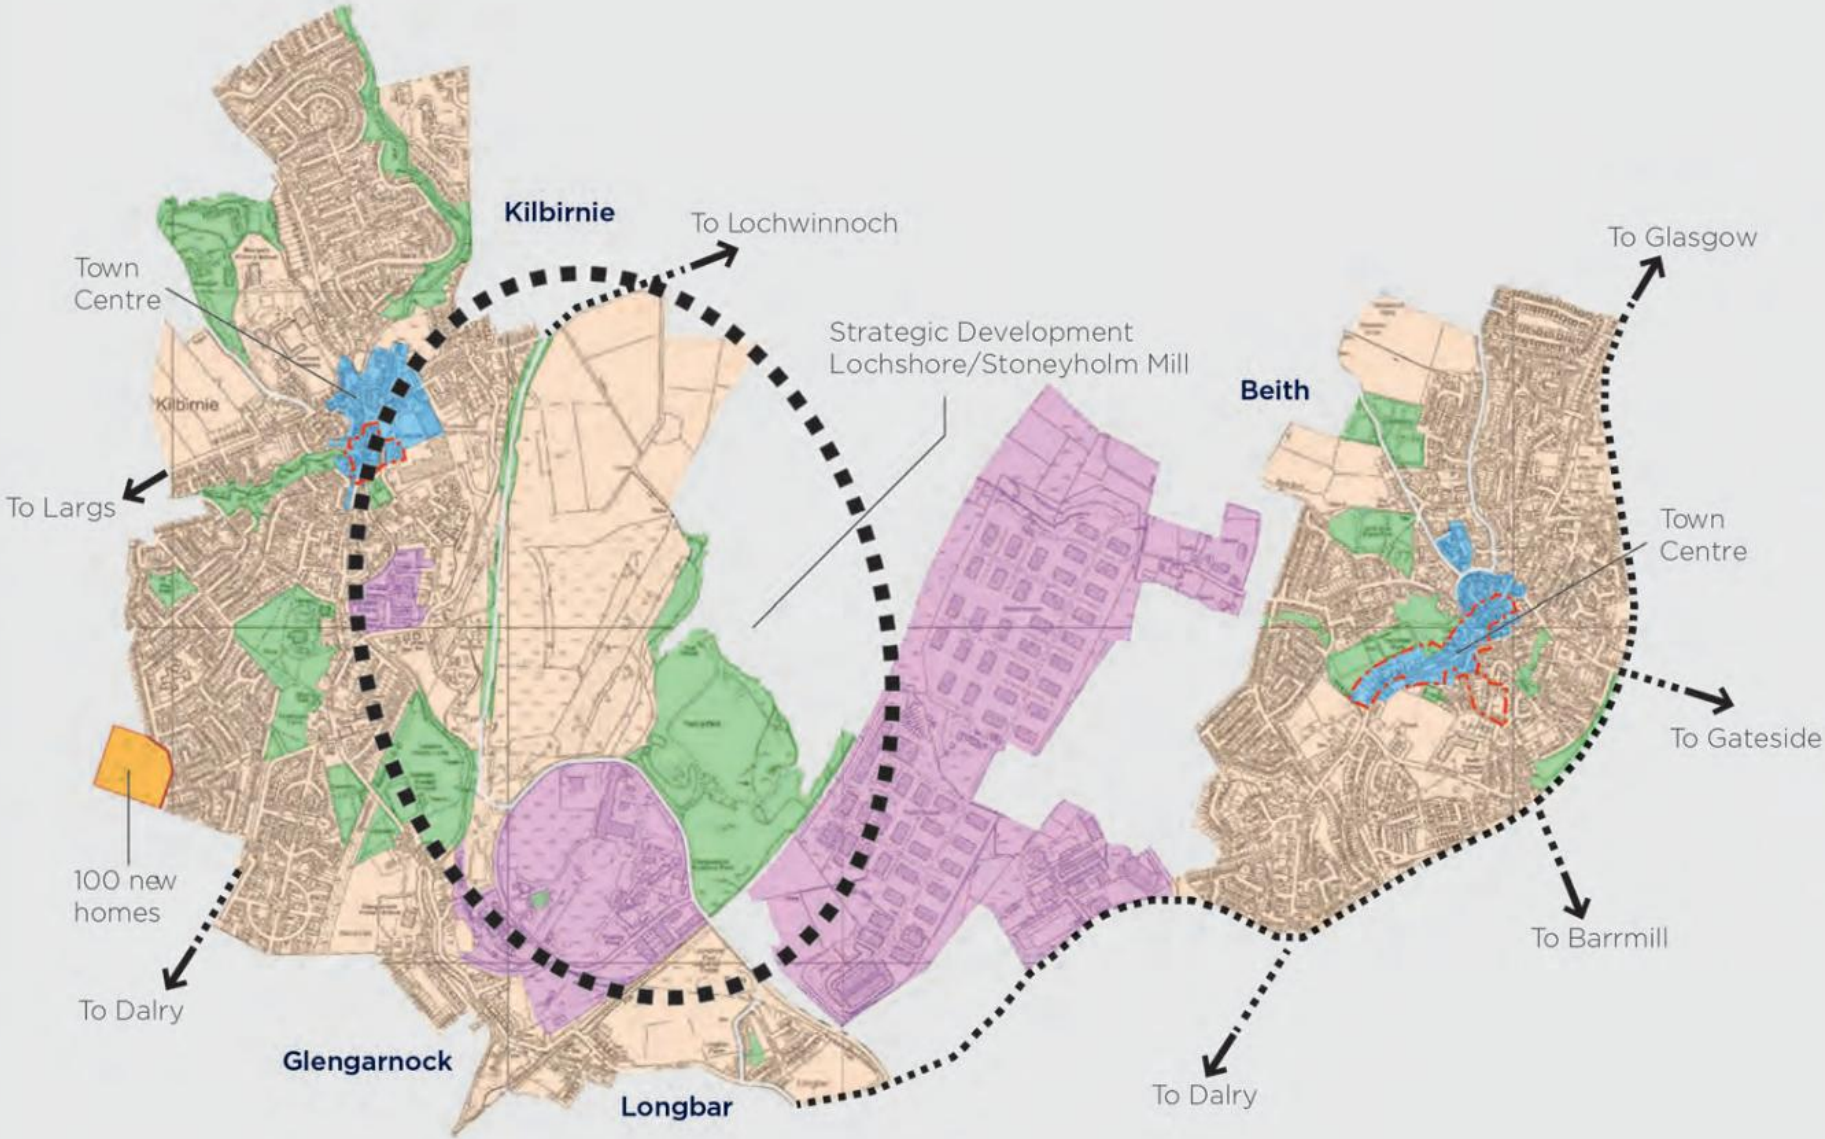 Kilbirnie
To Lochwinnoch
To Glasgow
Town
Centre
Strategic Development
Lochshore/Stoneyholm Mill
Beith
Kilbirnie
To Largs
Town
Centre
To Gateside
100 new
homes
To Barrmill
To Dalry
Glengarnock
To Dalry
Longbar